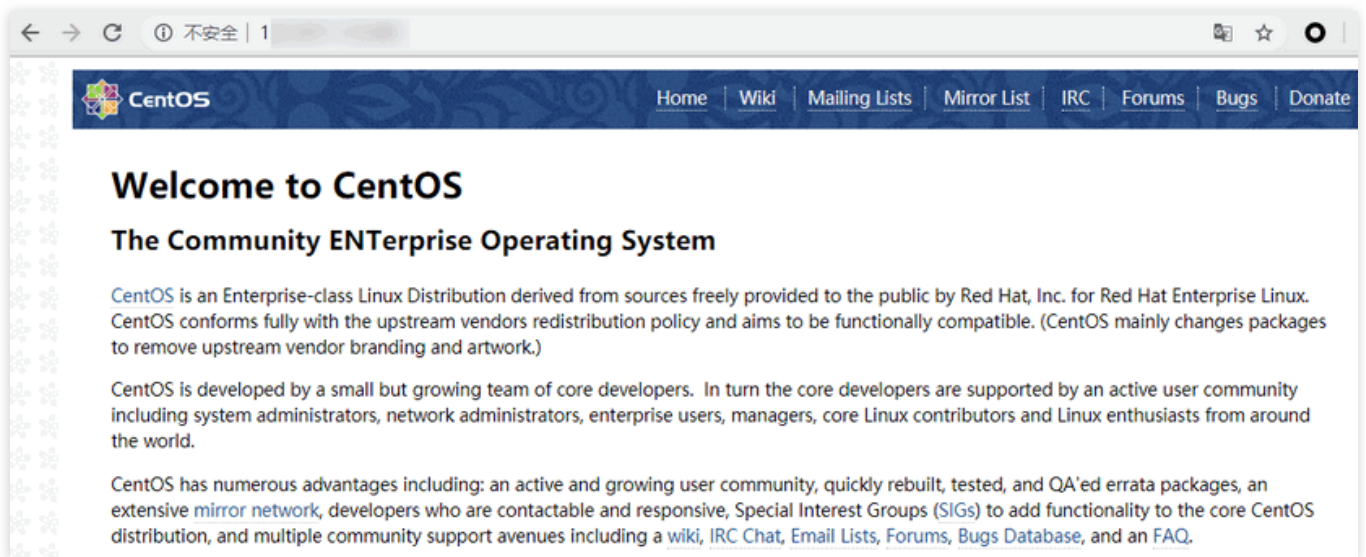 不安全 | 1
CentOS
Home | Wiki | Mailing Lists | Mirror List | IRC | Forums | Bugs | Donate
Welcome to CentOS
The Community ENTerprise Operating System
CentOS is an Enterprise-class Linux Distribution derived from sources freely provided to the public by Red Hat, Inc. for Red Hat Enterprise Linux.
CentOS conforms fully with the upstream vendors redistribution policy and aims to be functionally compatible. (CentOS mainly changes packages
to remove upstream vendor branding and artwork.)
CentOS is developed by a small but growing team of core developers.  In turn the core developers are supported by an active user community
including system administrators, network administrators, enterprise users, managers, core Linux contributors and Linux enthusiasts from around
the world.
CentOS has numerous advantages including: an active and growing user community, quickly rebuilt, tested, and QA'ed errata packages, an
extensive mirror network, developers who are contactable and responsive, Special Interest Groups (SIGs) to add functionality to the core CentOS
distribution, and multiple community support avenues including a wiki, IRC Chat, Email Lists, Forums, Bugs Database, and an FAQ.